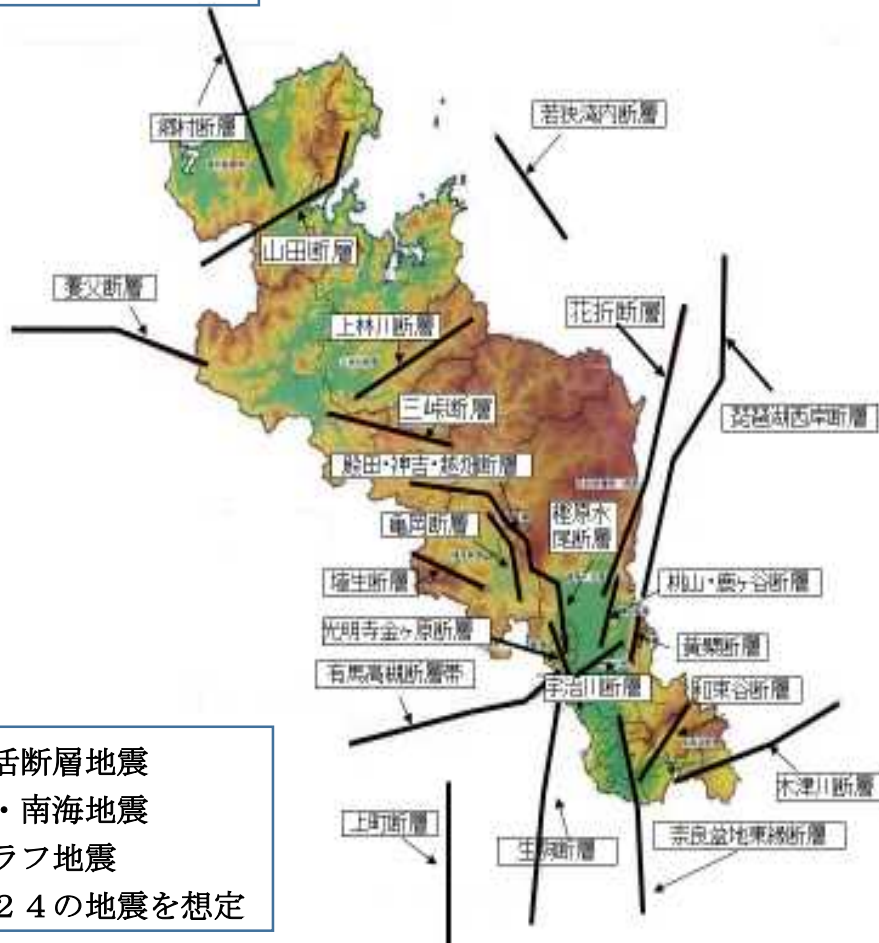 郷村断層
若狭湾内断層
山田断層
養父断層
花折断層
上林川断層
三峠断層
琵琶湖西岸断層
殿田・神吉・越畑断層
亀岡断層
樫原水
尾断層
埴生断層
桃山・鹿ヶ谷断層
光明寺金ヶ原断層
黄檗断層
有馬高槻断層帯
宇治川断層
和束谷断層
木津川断層
上町断層
生駒断層
奈良盆地東縁断層
活断層地震
・南海地震
ラフ地震
２４の地震を想定